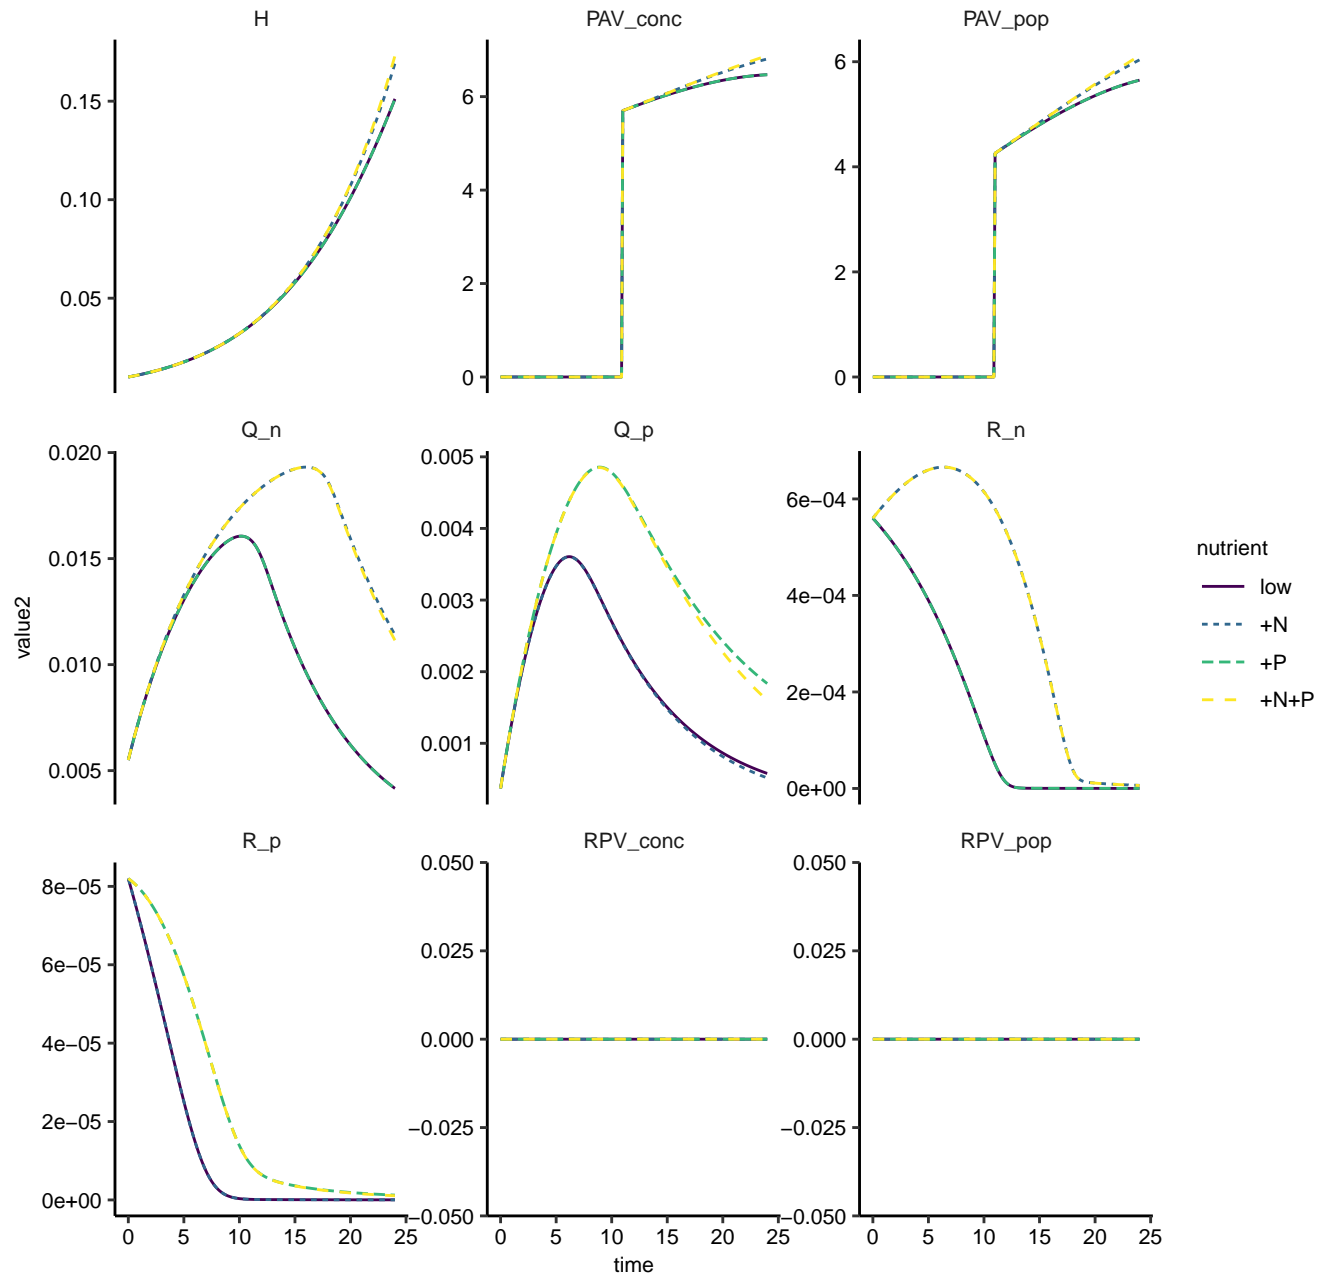 H
PAV_conc
PAV_pop
0.15
0.10
0.05
6
4
2
0
6
4
2
0
Q_n
Q_p
R_n
0.020
0.015
0.010
0.005
0.005
0.004
0.003
0.002
0.001
6e−04
4e−04
2e−04
0e+00
R_p
RPV_conc
RPV_pop
8e−05
6e−05
4e−05
2e−05
0e+00
0.050
0.025
0.000
−0.025
−0.050
0.050
0.025
0.000
−0.025
−0.050
0 5 10 15 20 25
0 5 10 15 20 25
0 5 10 15 20 25
time
value2
nutrient
low
+N
+P
+N+P